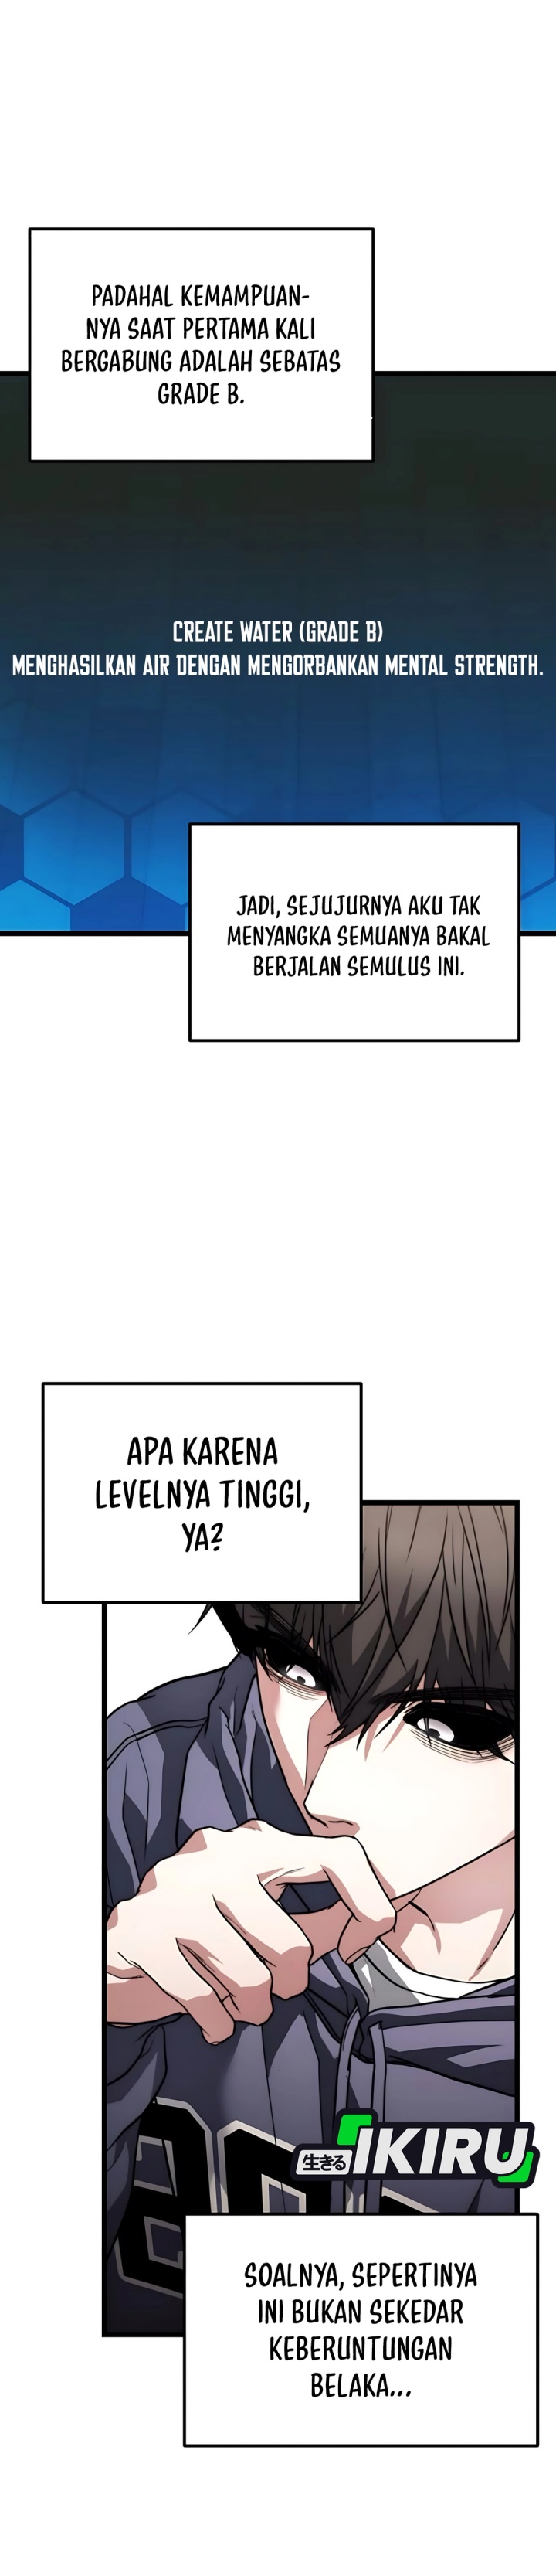 PADAHAL KEMAMPUAN-
NYA SAAT PERTAMA KALI
BERGABUNG ADALAH SEBATAS
GRADE B.
CREATE WATER (GRADE B)
MENGHASILKAN AIR DENGAN MENGORBANKAN MENTAL STRENGTH.
JADI, SEJUJURNYA AKU TAK
MENYANGKA SEMUANYA BAKAL
BERJALAN SEMULUS INI.
APA KARENA
LEVELNYA TINGGI,
YA?
生きる IKIRU
SOALNYA, SEPERTINYA
INI BUKAN SEKEDAR
KEBERUNTUNGAN
BELAKA...